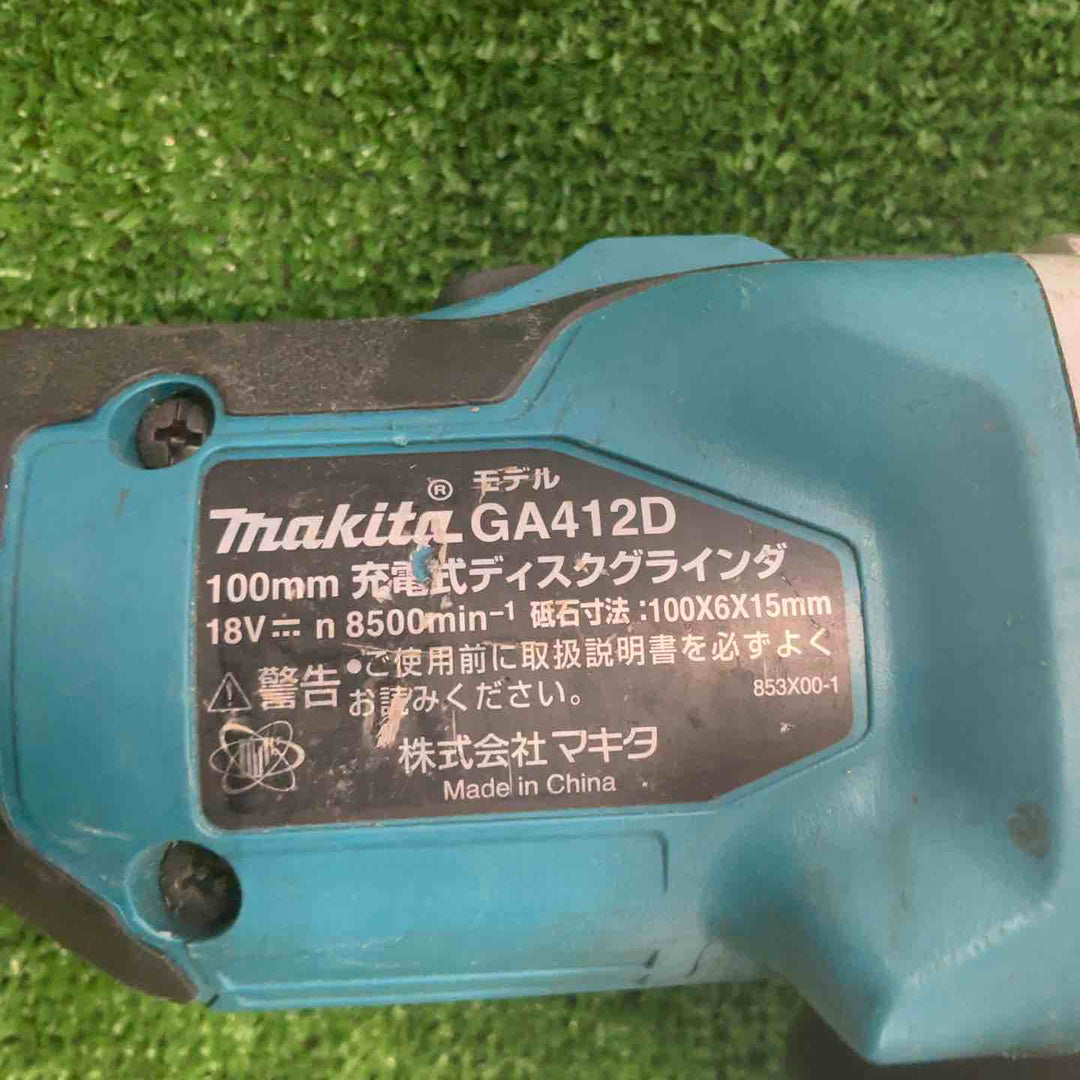 モデル
makita® GA412D
100mm 充電式ディスクグラインダ
18V⎓ n 8500min⁻¹ 砥石寸法:100X6X15mm
⚠警告 •ご使用前に取扱説明書を必ずよく
お読みください。
853X00-1
株式会社マキタ
Made in China